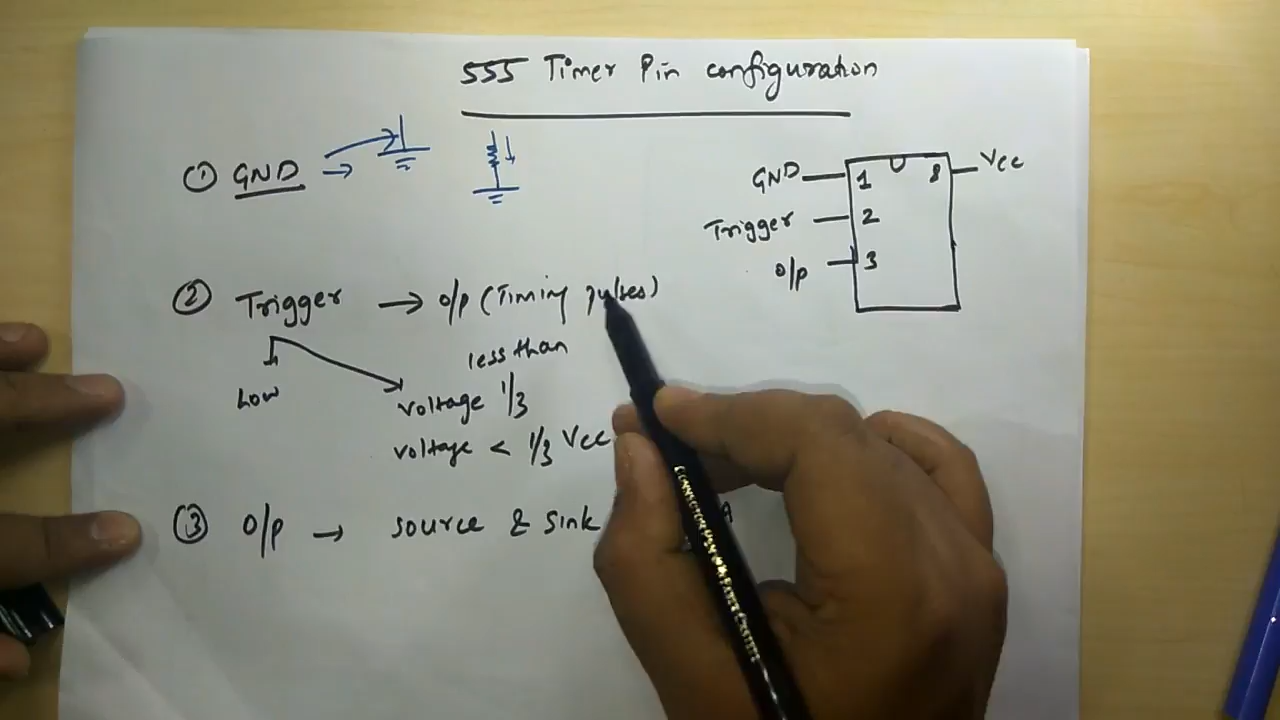 555 Timer Pin configuration
① GND →
GND 1 8 Vcc
Trigger 2
o/p 3
② Trigger → o/p (Timing pulses)
less than
Low
voltage 1/3
voltage < 1/3 Vcc
③ o/p → source & sink